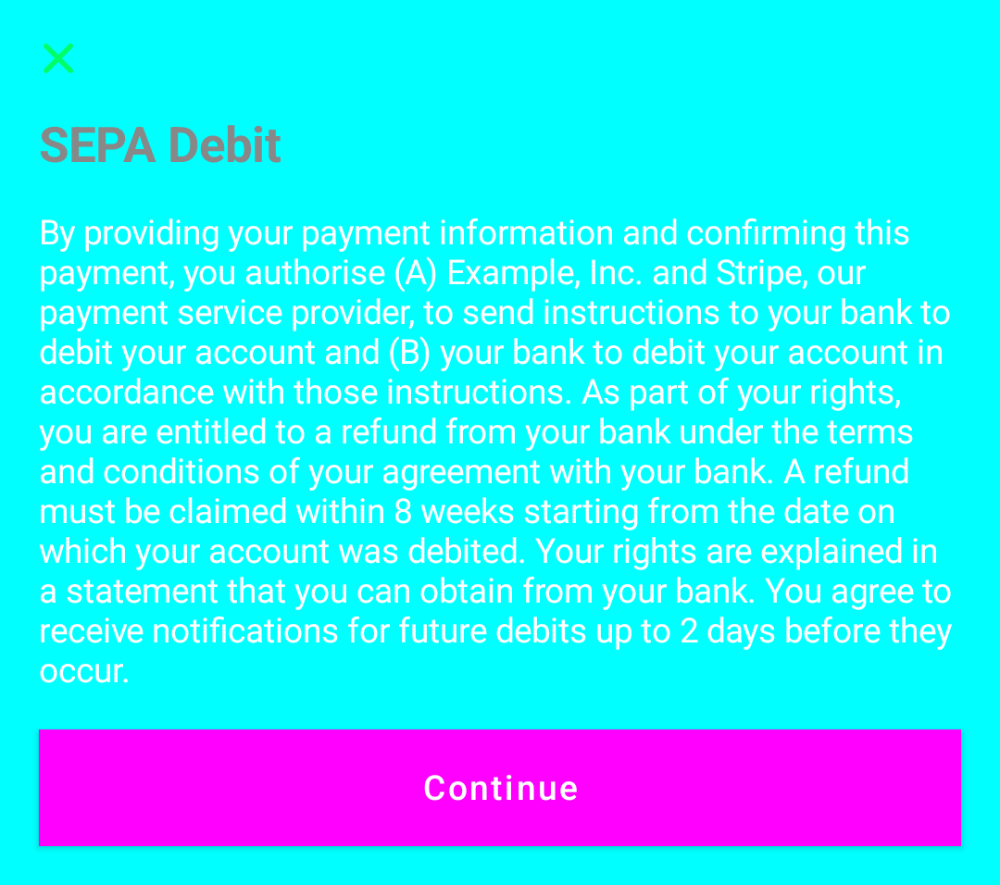 SEPA Debit
By providing your payment information and confirming this
payment, you authorise (A) Example, Inc. and Stripe, our
payment service provider, to send instructions to your bank to
debit your account and (B) your bank to debit your account in
accordance with those instructions. As part of your rights,
you are entitled to a refund from your bank under the terms
and conditions of your agreement with your bank. A refund
must be claimed within 8 weeks starting from the date on
which your account was debited. Your rights are explained in
a statement that you can obtain from your bank. You agree to
receive notifications for future debits up to 2 days before they
occur.
Continue